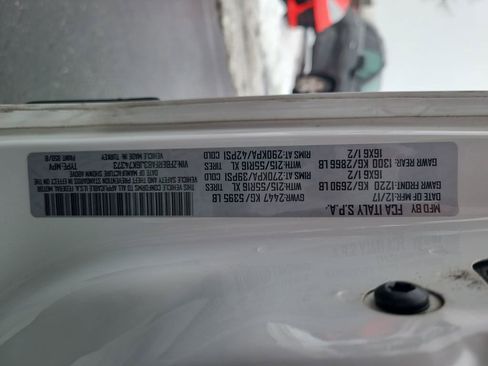 MFD BY: FCA ITALY S.P.A.
DATE OF MFR: 12/17 GVWR: 2447 KG/ 5395 LB
GAWR FRONT: 1220 KG/ 2690 LB WITH: 215/55R16 XL TIRES
16X6 1/2 RIMS AT: 270KPA/39PSI COLD
GAWR REAR: 1300 KG/ 2866 LB WITH: 215/55R16 XL TIRES
16X6 1/2 RIMS AT: 290KPA/42PSI COLD
THIS VEHICLE CONFORMS TO ALL APPLICABLE U.S.A. FEDERAL MOTOR
VEHICLE SAFETY AND THEFT PREVENTION STANDARDS IN EFFECT ON THE
DATE OF MANUFACTURE SHOWN ABOVE
VEHICLE MADE IN TURKEY
VIN:
TYPE: MPV
PAINT: